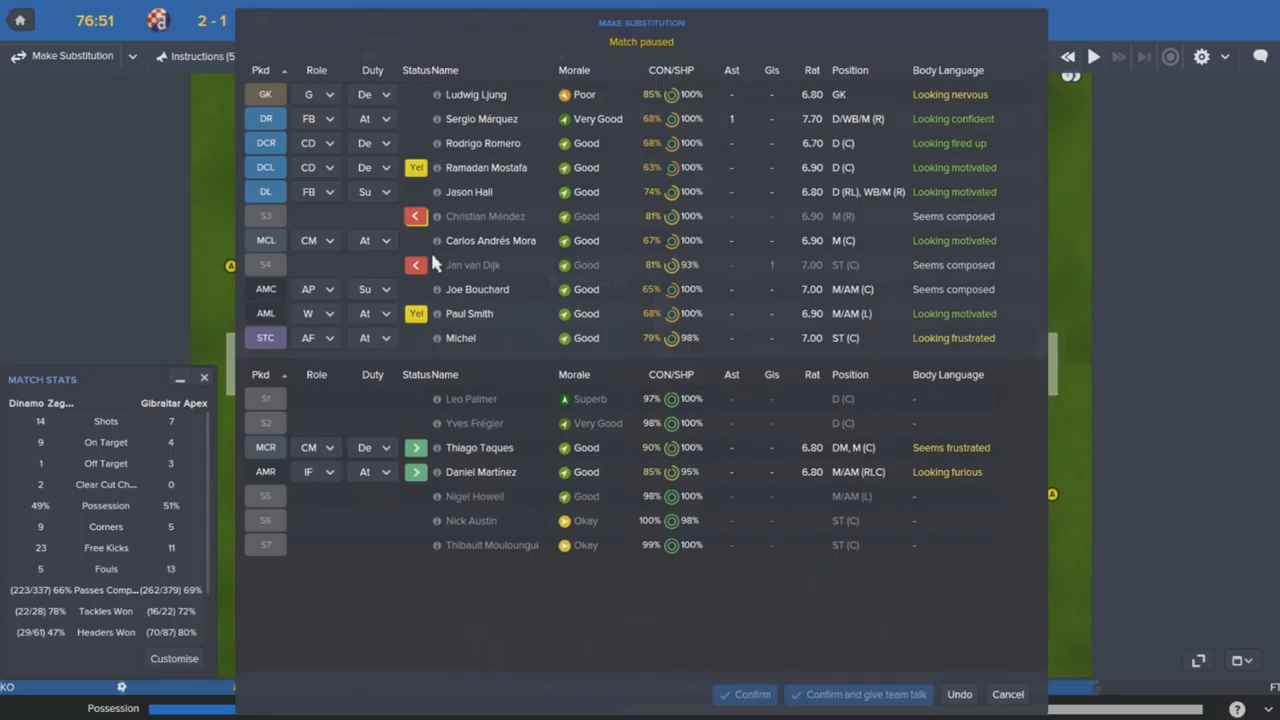 76:51 2 - 1
MAKE SUBSTITUTION
Match paused
Make Substitution Instructions (5
Pkd Role Duty Status Name Morale CON/SHP Ast Gls Rat Position Body Language
GK G De Ludwig Ljung Poor 85% 100% - - 6.80 GK Looking nervous
DR FB At Sergio Márquez Very Good 68% 100% 1 - 7.70 D/WB/M (R) Looking confident
DCR CD De Rodrigo Romero Good 68% 100% - - 6.70 D (C) Looking fired up
DCL CD De Yel Ramadan Mostafa Good 63% 100% - - 6.90 D (C) Looking motivated
DL FB Su Jason Hall Good 74% 100% - - 6.80 D (RL), WB/M (R) Looking motivated
S3 Christian Méndez Good 81% 100% - - 6.90 M (R) Seems composed
MCL CM At Carlos Andrés Mora Good 67% 100% - - 6.90 M (C) Looking motivated
S4 Jan van Dijk Good 81% 93% - 1 7.00 ST (C) Seems composed
AMC AP Su Joe Bouchard Good 65% 100% - - 7.00 M/AM (C) Seems composed
AML W At Yel Paul Smith Good 68% 100% - - 6.90 M/AM (L) Looking motivated
STC AF At Michel Good 79% 98% - - 7.00 ST (C) Looking frustrated
Pkd Role Duty Status Name Morale CON/SHP Ast Gls Rat Position Body Language
S1 Leo Palmer Superb 97% 100% - - D (C) -
S2 Yves Frégier Very Good 98% 100% - - D (C) -
MCR CM De Thiago Taques Good 90% 100% - - 6.80 DM, M (C) Seems frustrated
AMR IF At Daniel Martínez Good 85% 95% - - 6.80 M/AM (RLC) Looking furious
S5 Nigel Howell Good 98% 100% - - M/AM (L) -
S6 Nick Austin Okay 100% 98% - - ST (C) -
S7 Thibault Mouloungui Okay 99% 100% - - ST (C) -
MATCH STATS
Dinamo Zag... Gibraltar Apex
14 Shots 7
9 On Target 4
1 Off Target 3
2 Clear Cut Ch... 0
49% Possession 51%
9 Corners 5
23 Free Kicks 11
5 Fouls 13
(223/337) 66% Passes Comp... (262/379) 69%
(22/28) 78% Tackles Won (16/22) 72%
(29/61) 47% Headers Won (70/87) 80%
Customise
Confirm Confirm and give team talk Undo Cancel
KO FT
Possession
A
A